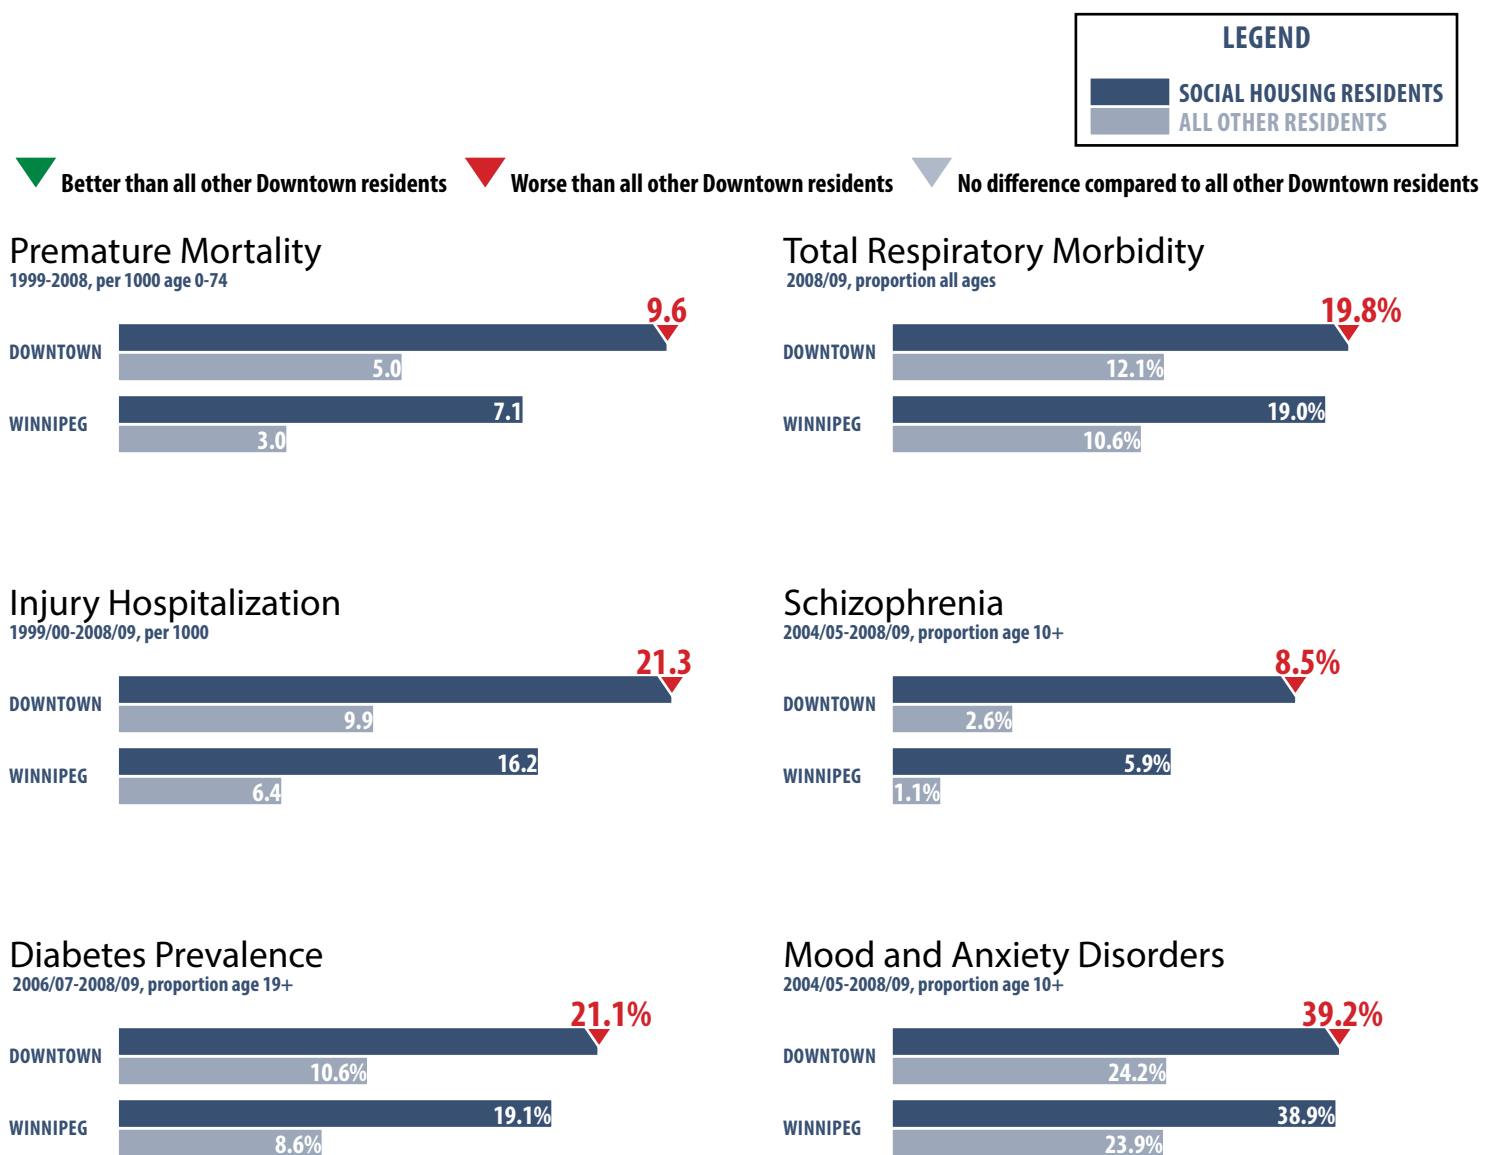 LEGEND
SOCIAL HOUSING RESIDENTS
ALL OTHER RESIDENTS
Better than all other Downtown residents
Worse than all other Downtown residents
No difference compared to all other Downtown residents
Premature Mortality
1999-2008, per 1000 age 0-74
9.6
DOWNTOWN
5.0
7.1
WINNIPEG
3.0
Total Respiratory Morbidity
2008/09, proportion all ages
19.8%
DOWNTOWN
12.1%
19.0%
WINNIPEG
10.6%
Injury Hospitalization
1999/00-2008/09, per 1000
21.3
DOWNTOWN
9.9
16.2
WINNIPEG
6.4
Schizophrenia
2004/05-2008/09, proportion age 10+
8.5%
DOWNTOWN
2.6%
5.9%
WINNIPEG
1.1%
Diabetes Prevalence
2006/07-2008/09, proportion age 19+
21.1%
DOWNTOWN
10.6%
19.1%
WINNIPEG
8.6%
Mood and Anxiety Disorders
2004/05-2008/09, proportion age 10+
39.2%
DOWNTOWN
24.2%
38.9%
WINNIPEG
23.9%